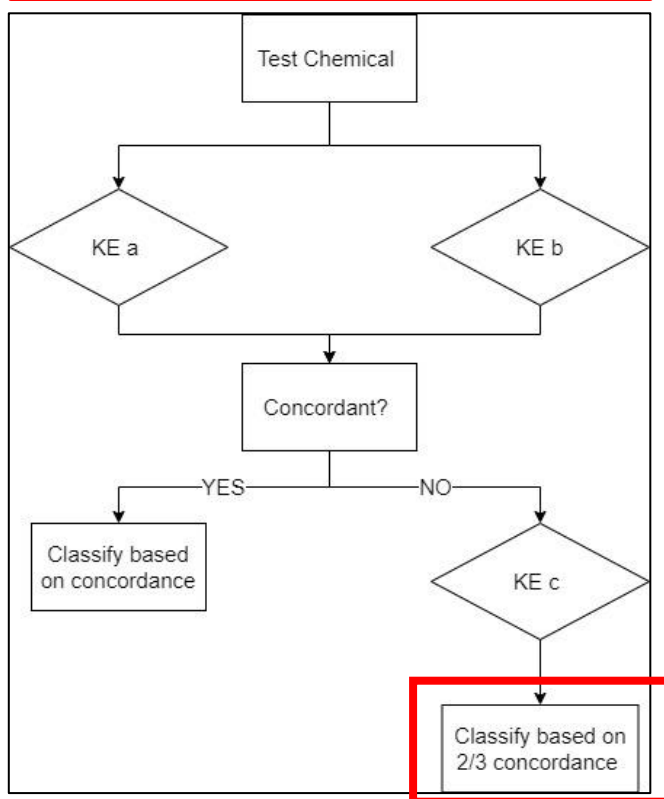 Test Chemical
KE a
KE b
Concordant?
YES
NO
Classify based
on concordance
KE c
Classify based on
2/3 concordance